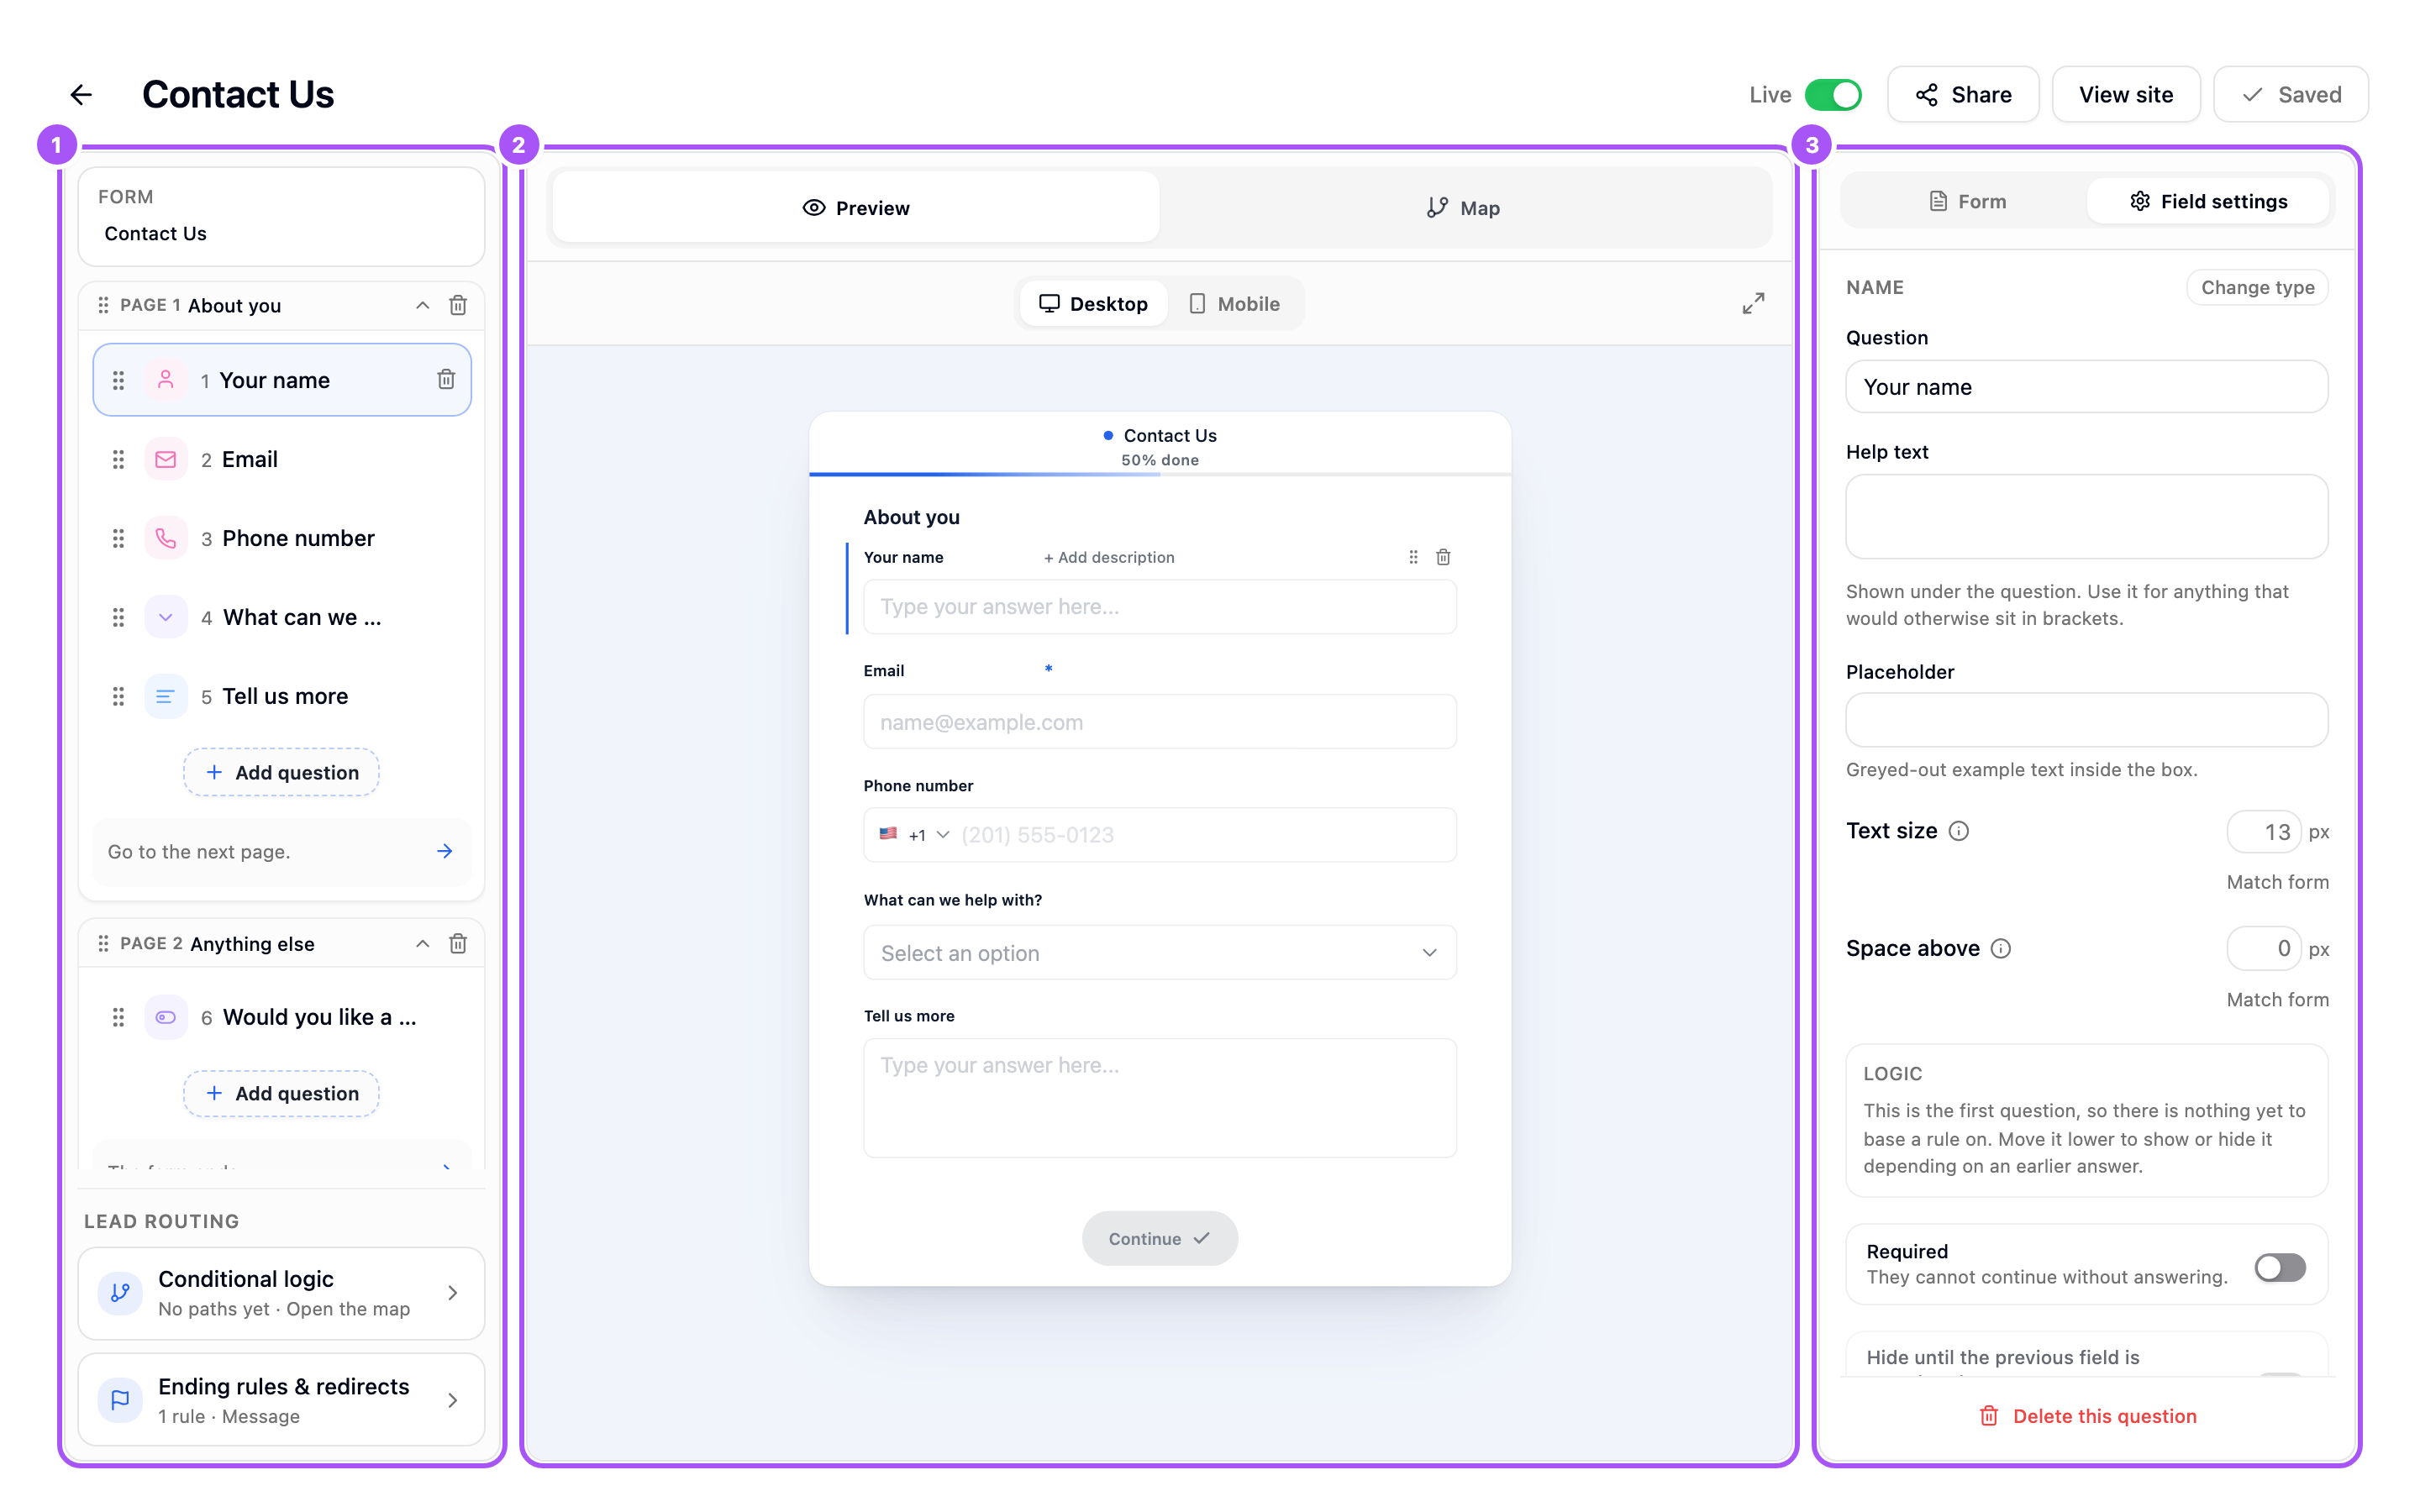 Contact Us
Live
Share
View site
Saved
1
2
3
FORM
Contact Us
PAGE 1 About you
1 Your name
2 Email
3 Phone number
4 What can we ...
5 Tell us more
+ Add question
Go to the next page.
PAGE 2 Anything else
6 Would you like a ...
+ Add question
LEAD ROUTING
Conditional logic
No paths yet · Open the map
Ending rules & redirects
1 rule · Message
Preview
Map
Desktop
Mobile
Contact Us
50% done
About you
Your name
+ Add description
Type your answer here...
Email *
name@example.com
Phone number
+1 (201) 555-0123
What can we help with?
Select an option
Tell us more
Type your answer here...
Continue
Form
Field settings
NAME
Change type
Question
Your name
Help text
Shown under the question. Use it for anything that
would otherwise sit in brackets.
Placeholder
Greyed-out example text inside the box.
Text size
13 px
Match form
Space above
0 px
Match form
LOGIC
This is the first question, so there is nothing yet to
base a rule on. Move it lower to show or hide it
depending on an earlier answer.
Required
They cannot continue without answering.
Hide until the previous field is
Delete this question